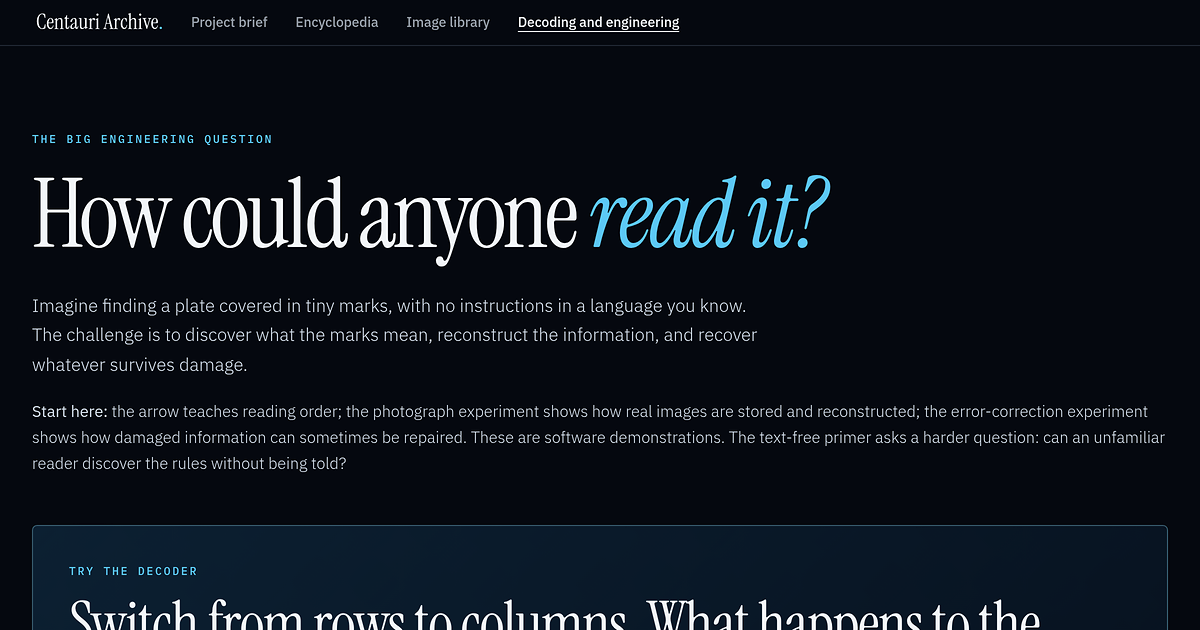 Centauri Archive. Project brief Encyclopedia Image library Decoding and engineering
THE BIG ENGINEERING QUESTION
How could anyone read it?
Imagine finding a plate covered in tiny marks, with no instructions in a language you know.
The challenge is to discover what the marks mean, reconstruct the information, and recover
whatever survives damage.
Start here: the arrow teaches reading order; the photograph experiment shows how real images are stored and reconstructed; the error-correction experiment
shows how damaged information can sometimes be repaired. These are software demonstrations. The text-free primer asks a harder question: can an unfamiliar
reader discover the rules without being told?
TRY THE DECODER
Switch from rows to columns. What happens to the